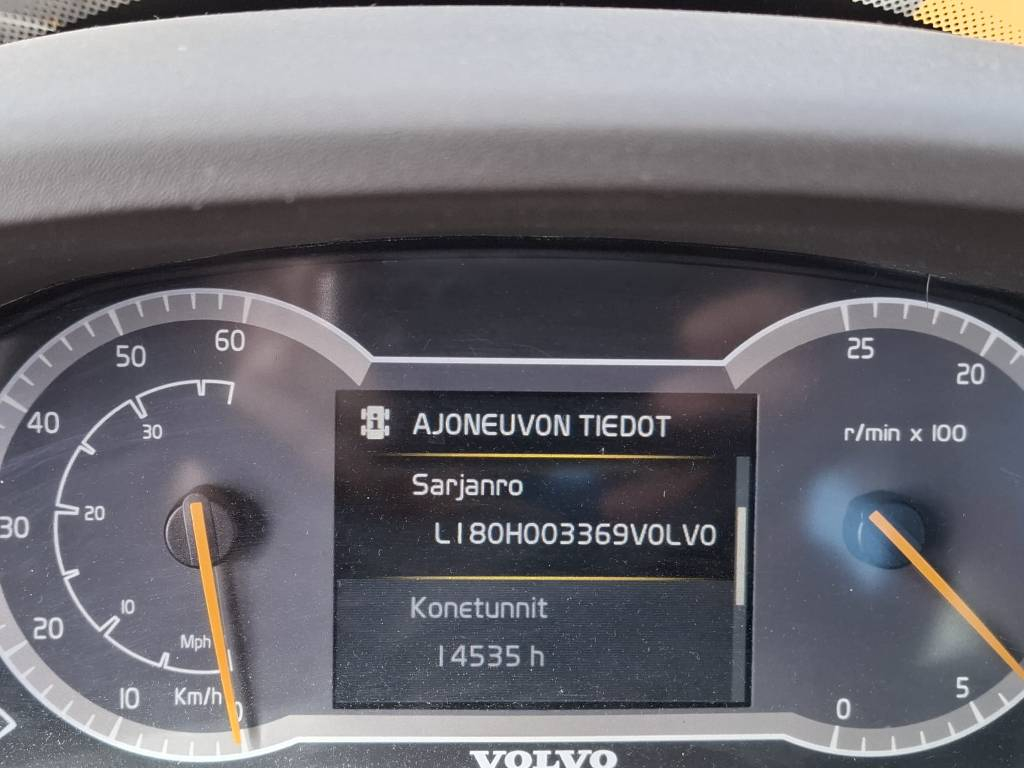 60
50
40
30
20
10
0
30
20
10
Mph
Km/h
AJONEUVON TIEDOT
Sarjanro
L180H003369VOLVO
Konetunnit
14535 h
25
20
r/min x 100
5
0
VOLVO